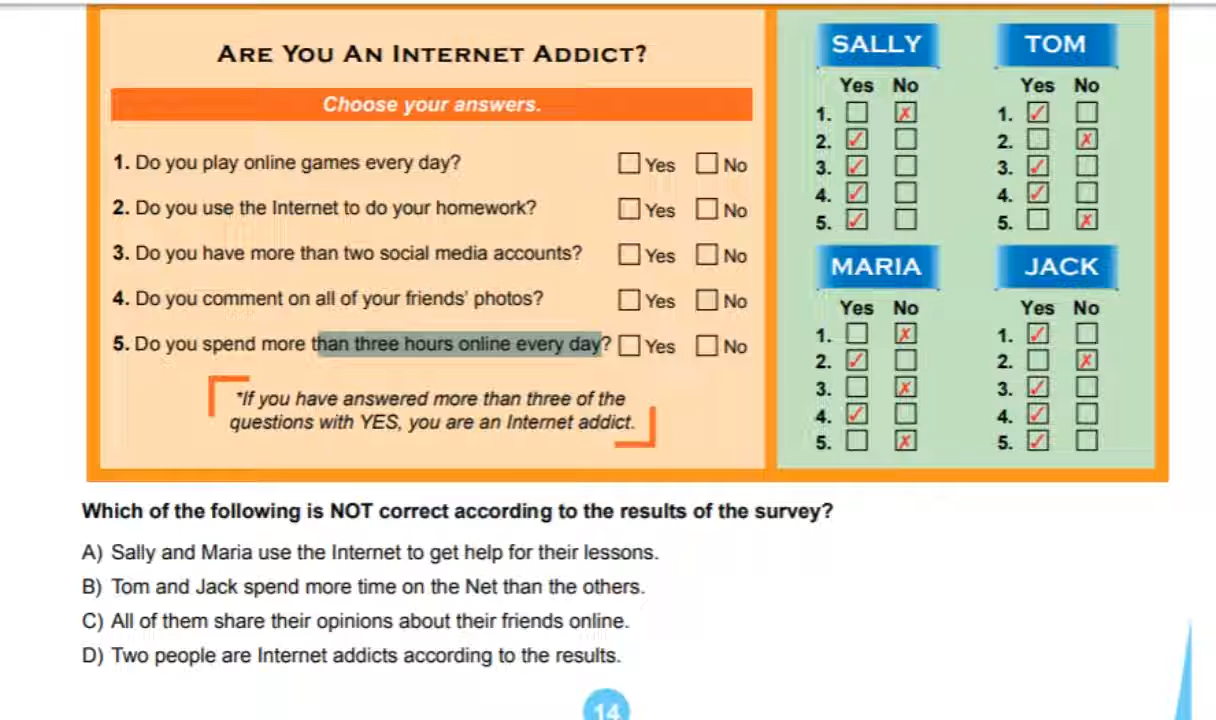 ARE YOU AN INTERNET ADDICT?
Choose your answers.
1. Do you play online games every day? Yes No
2. Do you use the Internet to do your homework? Yes No
3. Do you have more than two social media accounts? Yes No
4. Do you comment on all of your friends' photos? Yes No
5. Do you spend more than three hours online every day? Yes No
*If you have answered more than three of the
questions with YES, you are an Internet addict.
SALLY
Yes No
1.
2.
3.
4.
5.
TOM
Yes No
1.
2.
3.
4.
5.
MARIA
Yes No
1.
2.
3.
4.
5.
JACK
Yes No
1.
2.
3.
4.
5.
Which of the following is NOT correct according to the results of the survey?
A) Sally and Maria use the Internet to get help for their lessons.
B) Tom and Jack spend more time on the Net than the others.
C) All of them share their opinions about their friends online.
D) Two people are Internet addicts according to the results.
14